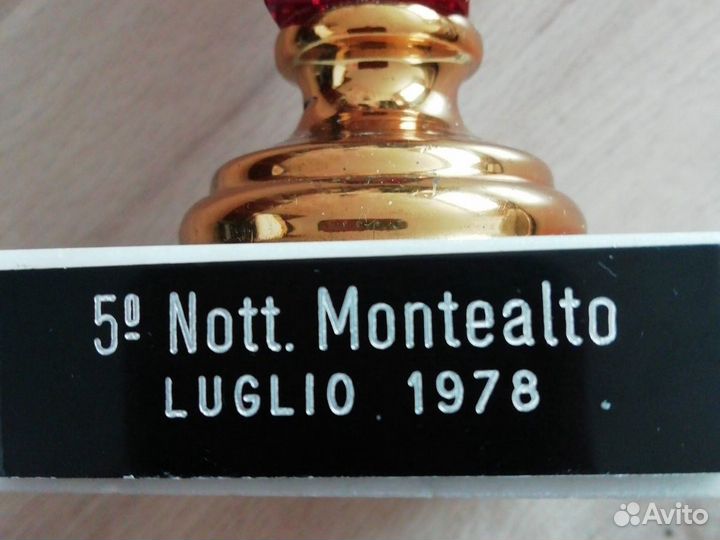 5º Nott. Montealto
LUGLIO 1978
Avito